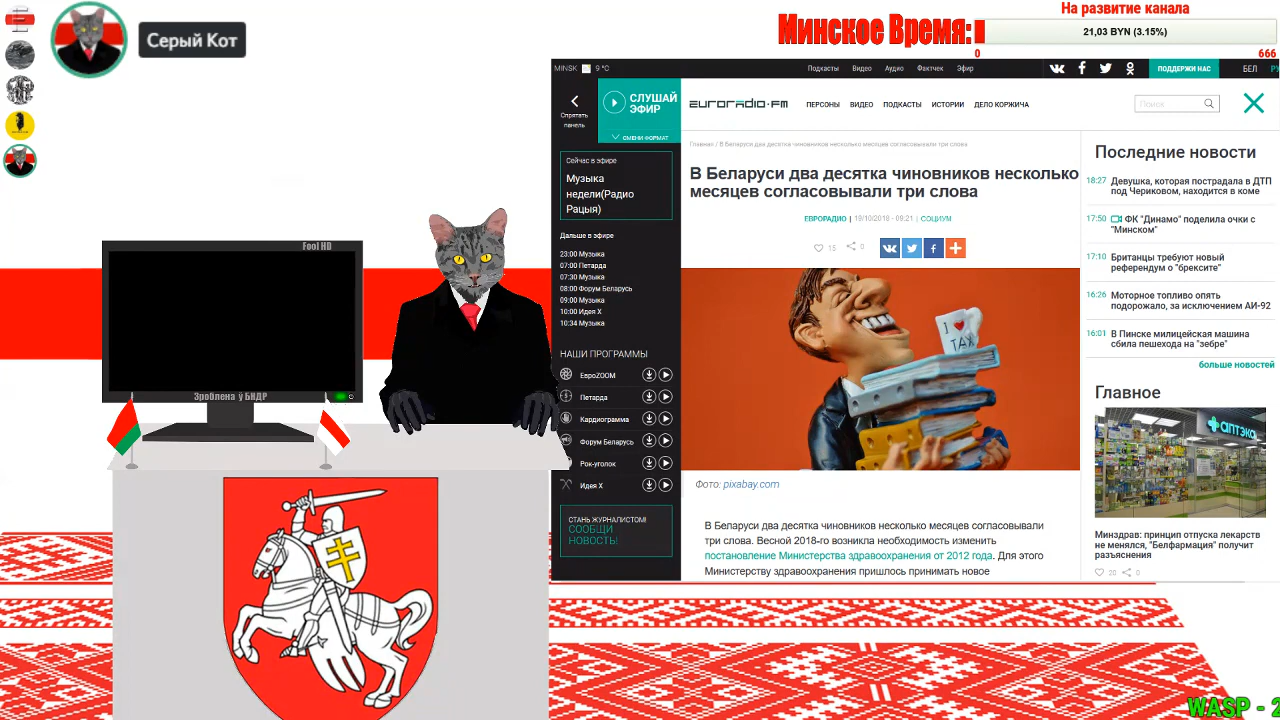 Серый Кот
Минское Время:
На развитие канала
21,03 BYN (3.15%)
0
666
MINSK 9 °C
Подкасты Видео Аудио Фактчек Эфир
ПОДДЕРЖИ НАС
БЕЛ
РУ
Спрятать
панель
СЛУШАЙ
ЭФИР
СМЕНИ ФОРМАТ
euroradio.fm
ПЕРСОНЫ ВИДЕО ПОДКАСТЫ ИСТОРИИ ДЕЛО КОРЖИЧА
Поиск
Сейчас в эфире
Музыка
недели(Радио
Рацыя)
Дальше в эфире
23:00 Музыка
07:00 Петарда
07:30 Музыка
08:00 Форум Беларусь
09:00 Музыка
10:00 Идея X
10:34 Музыка
НАШИ ПРОГРАММЫ
ЕвроZOOM
Петарда
Кардиограмма
Форум Беларусь
Рок-уголок
Идея X
СТАНЬ ЖУРНАЛИСТОМ!
СООБЩИ
НОВОСТЬ!
Главная / В Беларуси два десятка чиновников несколько месяцев согласовывали три слова
В Беларуси два десятка чиновников несколько
месяцев согласовывали три слова
ЕВРОРАДИО | 19/10/2018 - 09:21 | СОЦИУМ
15 0
I ♥
TAX
Фото: pixabay.com
В Беларуси два десятка чиновников несколько месяцев согласовывали
три слова. Весной 2018-го возникла необходимость изменить
постановление Министерства здравоохранения от 2012 года. Для этого
Министерству здравоохранения пришлось принимать новое
Последние новости
18:27 Девушка, которая пострадала в ДТП
под Чериковом, находится в коме
17:50 ФК "Динамо" поделила очки с
"Минском"
17:10 Британцы требуют новый
референдум о "брексите"
16:26 Моторное топливо опять
подорожало, за исключением АИ-92
16:01 В Пинске милицейская машина
сбила пешехода на "зебре"
больше новостей
Главное
аптэка
Минздрав: принцип отпуска лекарств
не менялся, "Белфармация" получит
разъяснения
20 0
Fool HD
Зроблена ў БНДР
WASP - 2